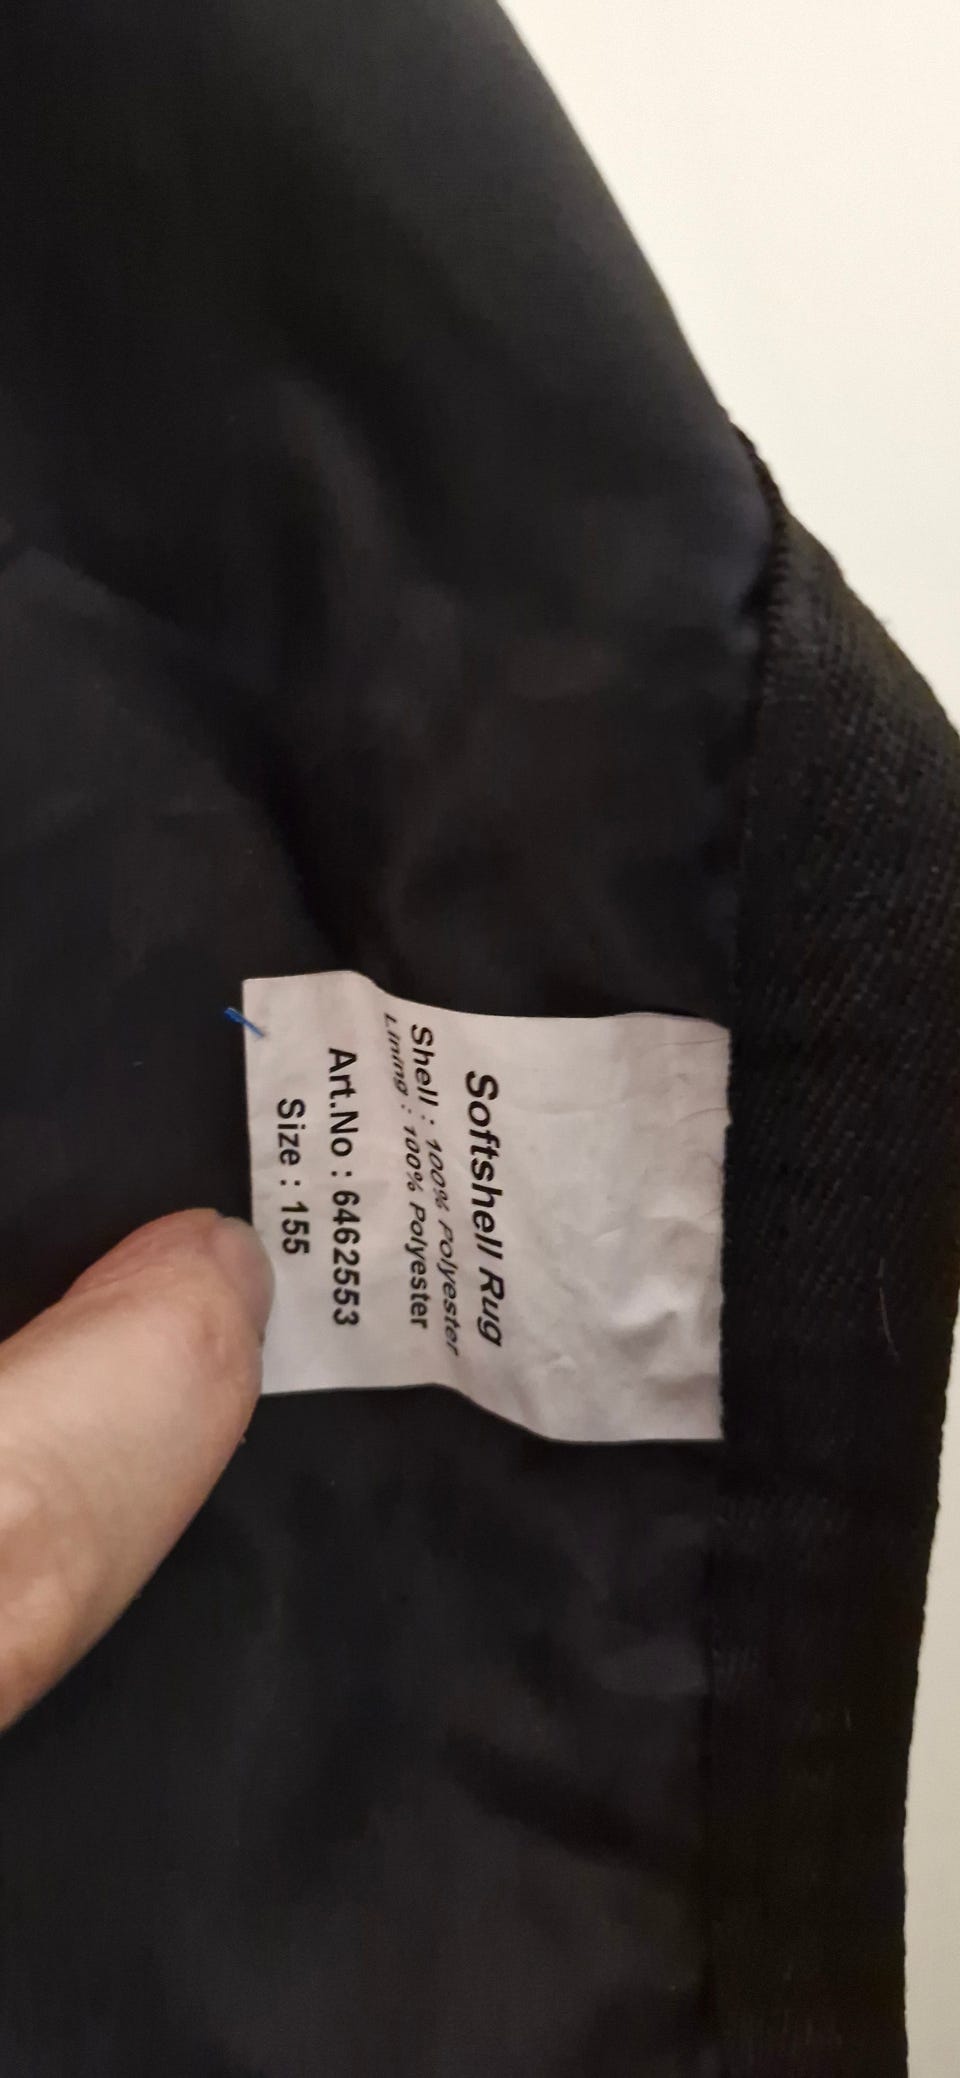 Softshell Rug
Shell : 100% Polyester
Lining : 100% Polyester
Art.No : 6462553
Size : 155